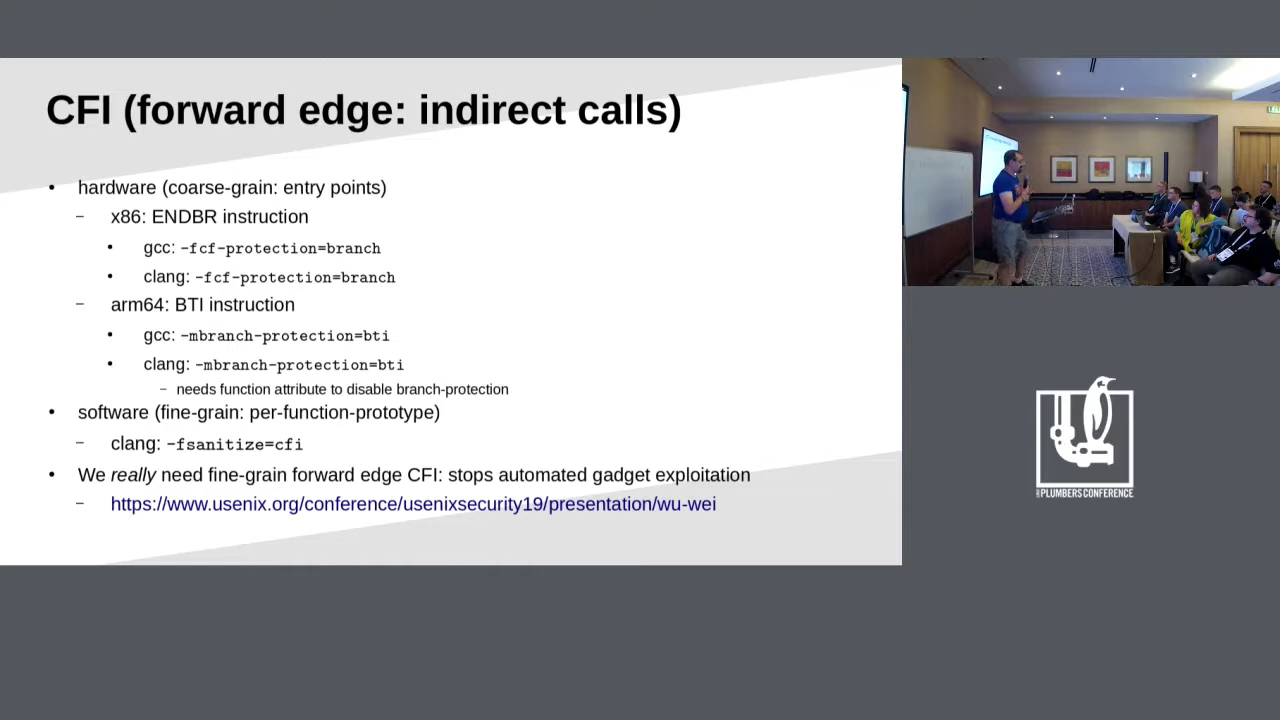 CFI (forward edge: indirect calls)
• hardware (coarse-grain: entry points)
– x86: ENDBR instruction
• gcc: -fcf-protection=branch
• clang: -fcf-protection=branch
– arm64: BTI instruction
• gcc: -mbranch-protection=bti
• clang: -mbranch-protection=bti
– needs function attribute to disable branch-protection
• software (fine-grain: per-function-prototype)
– clang: -fsanitize=cfi
• We really need fine-grain forward edge CFI: stops automated gadget exploitation
– https://www.usenix.org/conference/usenixsecurity19/presentation/wu-wei
PLUMBERS CONFERENCE